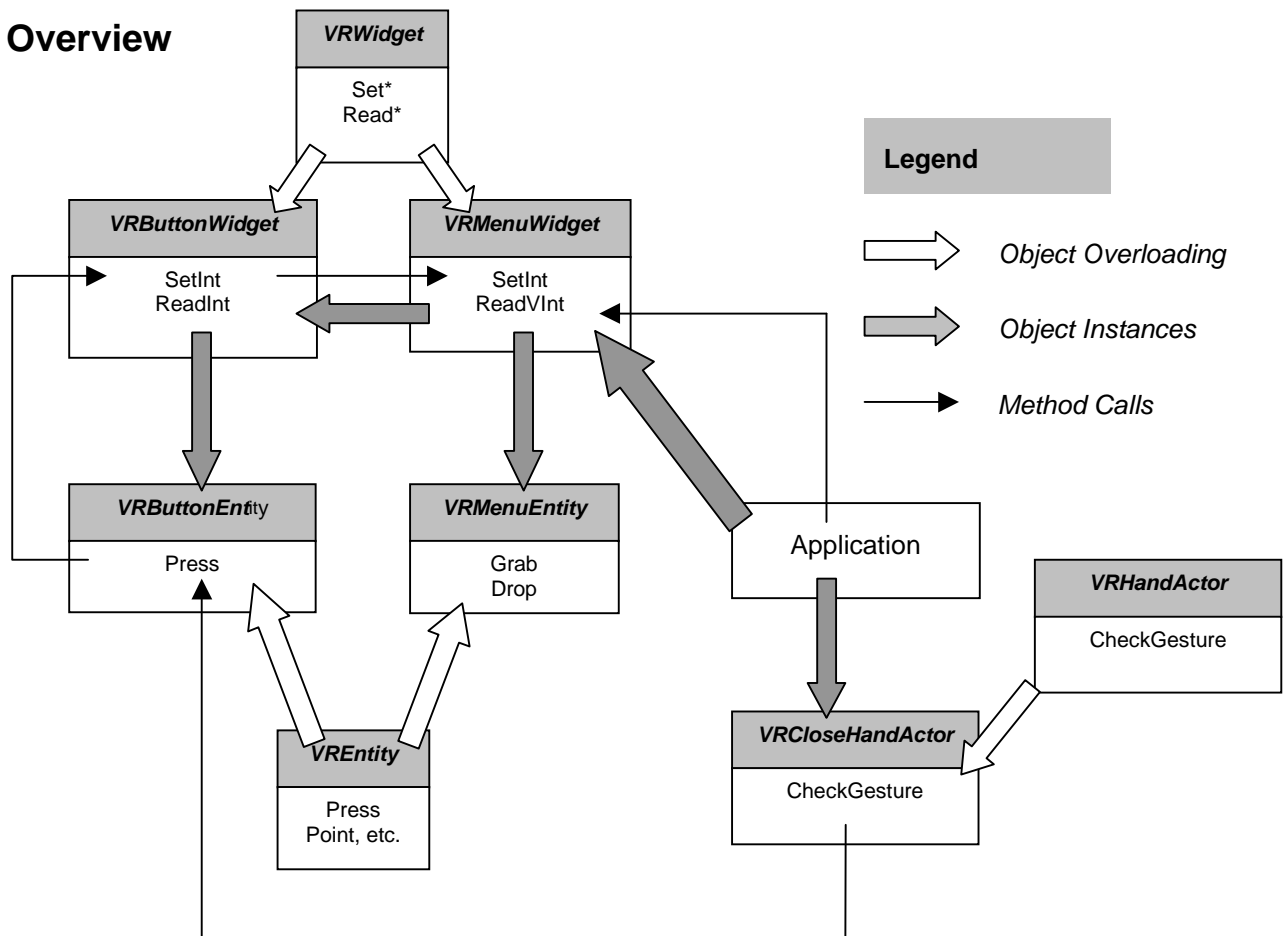 Overview
VRWidget
Set*
Read*
Legend
VRButtonWidget
SetInt
ReadInt
VRMenuWidget
SetInt
ReadVInt
Object Overloading
Object Instances
Method Calls
VRButtonEntity
Press
VRMenuEntity
Grab
Drop
Application
VRHandActor
CheckGesture
VREntity
Press
Point, etc.
VRCloseHandActor
CheckGesture